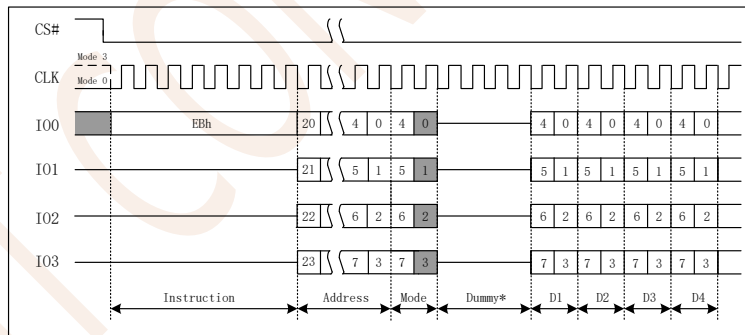 CS#
Mode 3
CLK
Mode 0
IO0 EBh 20 4 0 4 0 4 0 4 0 4 0 4 0
IO1 21 5 1 5 1 5 1 5 1 5 1 5 1
IO2 22 6 2 6 2 6 2 6 2 6 2 6 2
IO3 23 7 3 7 3 7 3 7 3 7 3 7 3
Instruction Address Mode Dummy* D1 D2 D3 D4